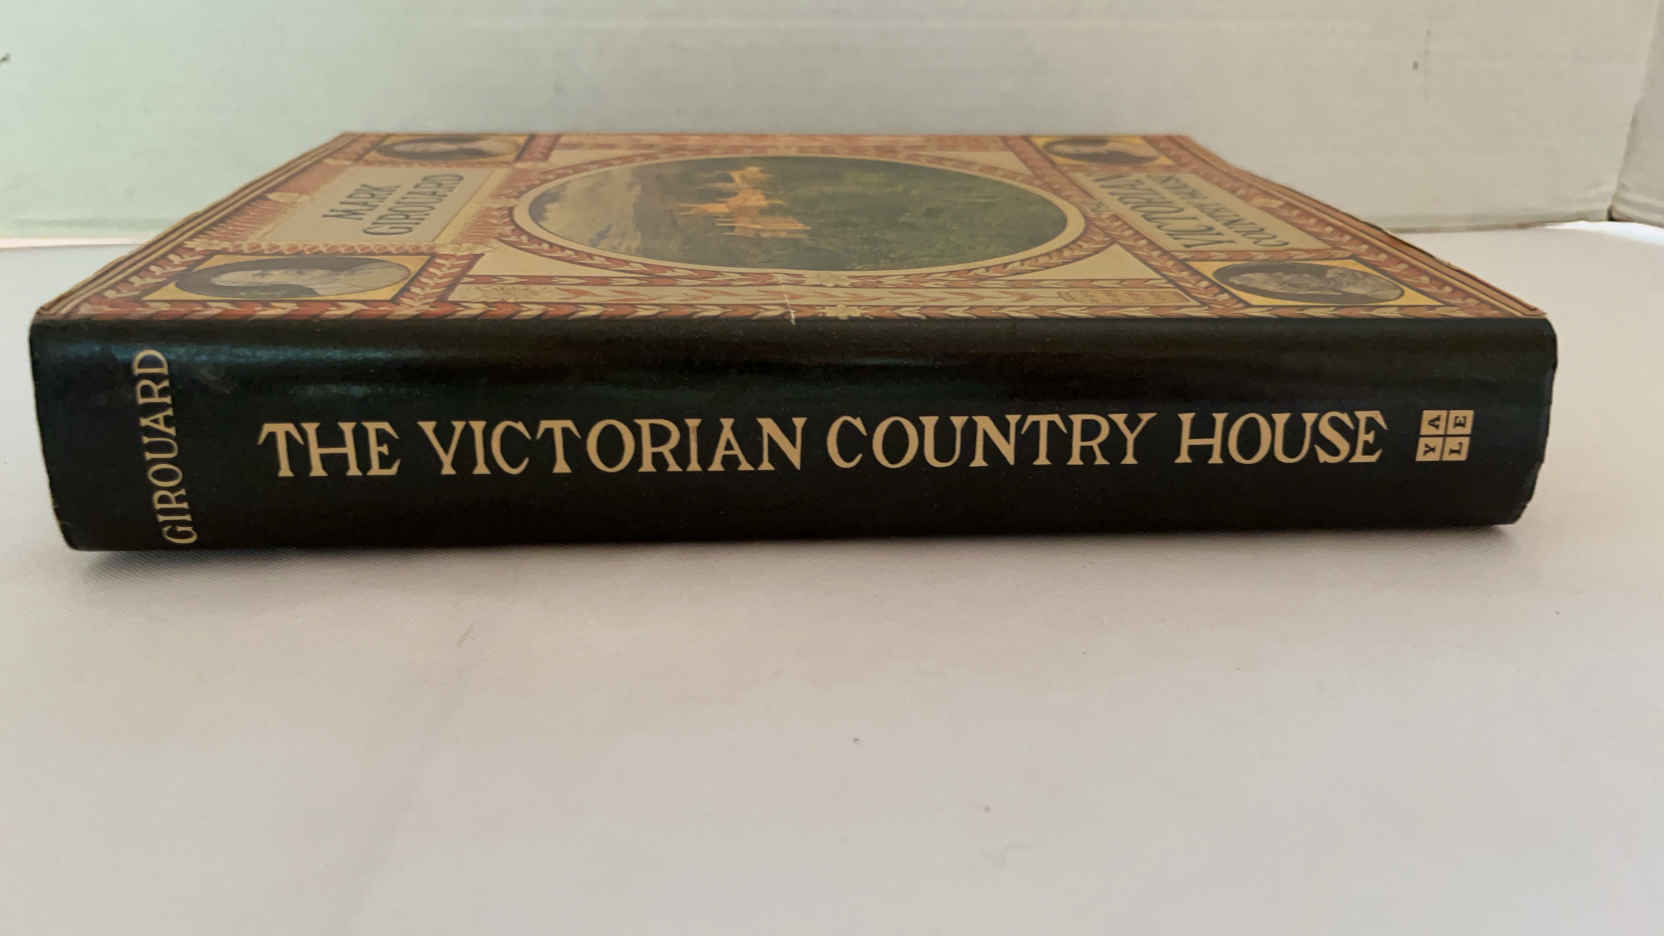 MARK
GIROUARD
VICTORIAN
COUNTRY HOUSE
GIROUARD
THE VICTORIAN COUNTRY HOUSE
YALE